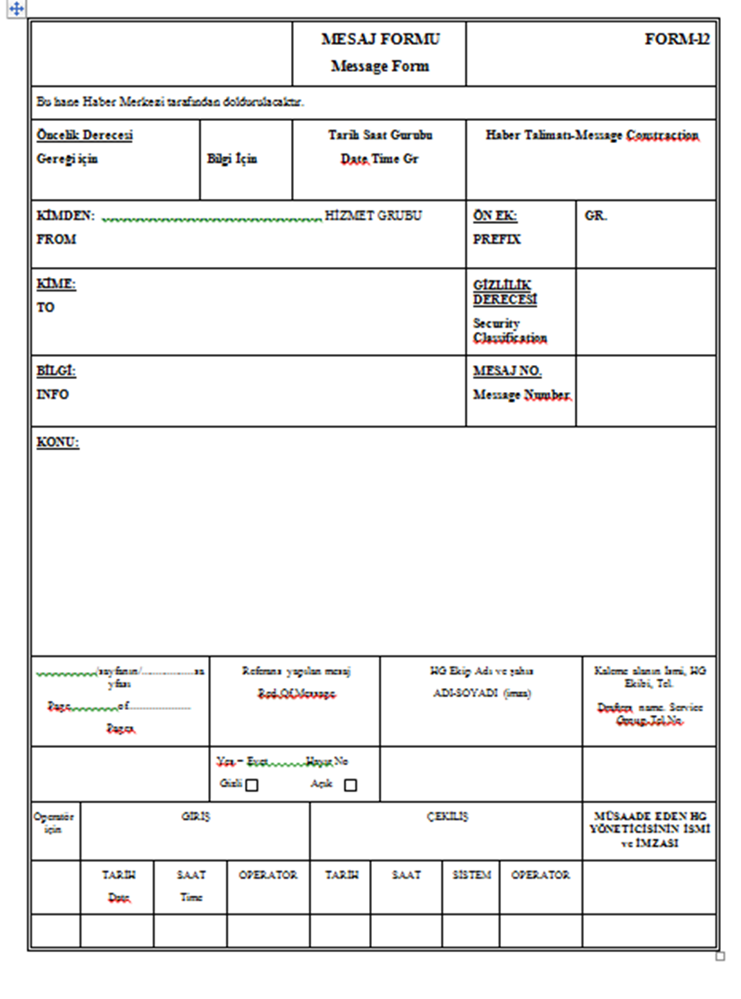 MESAJ FORMU
Message Form
FORM-12
Bu hane Haber Merkezi tarafından doldurulacaktır.
Öncelik Derecesi
Gereği için
Bilgi İçin
Tarih Saat Gurubu
Date Time Gr
Haber Talimatı-Message Constraction
KİMDEN: HİZMET GRUBU
FROM
ÖN EK:
PREFIX
GR.
KİME:
TO
GİZLİLİK
DERECESİ
Security
Classification
BİLGİ:
INFO
MESAJ NO.
Message Number
KONU:
/sayfanın/....................sa
yfası
Page of......................
Pages
Referans yapılan mesaj
Red.Of.Message
HG Ekip Adı ve şahıs
ADI-SOYADI (imza)
Kaleme alanın İsmi, HG
Ekibi, Tel.
Drafters name. Service
Group.Tel.No.
Yes – Evet Hayır No
Gizli Açık
Operatör
için
GİRİŞ
ÇEKİLİŞ
MÜSAADE EDEN HG
YÖNETİCİSİNİN İSMİ
ve İMZASI
TARİH
Date
SAAT
Time
OPERATOR
TARİH
SAAT
SİSTEM
OPERATOR